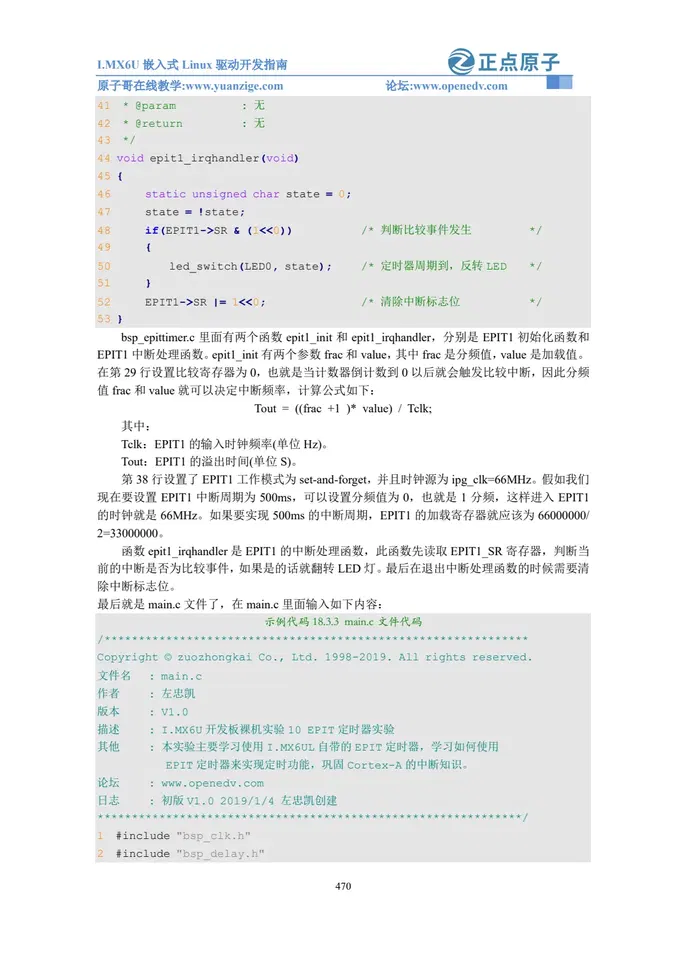 I.MX6U 嵌入式 Linux 驱动开发指南
正点原子
原子哥在线教学:www.yuanzige.com 论坛:www.openedv.com
41 * @param : 无
42 * @return : 无
43 */
44 void epit1_irqhandler(void)
45 {
46 static unsigned char state = 0;
47 state = !state;
48 if(EPIT1->SR & (1<<0)) /* 判断比较事件发生 */
49 {
50 led_switch(LED0, state); /* 定时器周期到，反转 LED */
51 }
52 EPIT1->SR |= 1<<0; /* 清除中断标志位 */
53 }
bsp_epittimer.c 里面有两个函数 epit1_init 和 epit1_irqhandler，分别是 EPIT1 初始化函数和
EPIT1 中断处理函数。epit1_init 有两个参数 frac 和 value，其中 frac 是分频值，value 是加载值。
在第 29 行设置比较寄存器为 0，也就是当计数器倒计数到 0 以后就会触发比较中断，因此分频
值 frac 和 value 就可以决定中断频率，计算公式如下：
Tout = ((frac +1 )* value) / Tclk;
其中：
Tclk：EPIT1 的输入时钟频率(单位 Hz)。
Tout：EPIT1 的溢出时间(单位 S)。
第 38 行设置了 EPIT1 工作模式为 set-and-forget，并且时钟源为 ipg_clk=66MHz。假如我们
现在要设置 EPIT1 中断周期为 500ms，可以设置分频值为 0，也就是 1 分频，这样进入 EPIT1
的时钟就是 66MHz。如果要实现 500ms 的中断周期，EPIT1 的加载寄存器就应该为 66000000/
2=33000000。
函数 epit1_irqhandler 是 EPIT1 的中断处理函数，此函数先读取 EPIT1_SR 寄存器，判断当
前的中断是否为比较事件，如果是的话就翻转 LED 灯。最后在退出中断处理函数的时候需要清
除中断标志位。
最后就是 main.c 文件了，在 main.c 里面输入如下内容：
示例代码 18.3.3 main.c 文件代码
/**************************************************************
Copyright © zuozhongkai Co., Ltd. 1998-2019. All rights reserved.
文件名 : main.c
作者 : 左忠凯
版本 : V1.0
描述 : I.MX6U 开发板裸机实验 10 EPIT 定时器实验
其他 : 本实验主要学习使用 I.MX6UL 自带的 EPIT 定时器，学习如何使用
EPIT 定时器来实现定时功能，巩固 Cortex-A 的中断知识。
论坛 : www.openedv.com
日志 : 初版 V1.0 2019/1/4 左忠凯创建
**************************************************************/
1 #include "bsp_clk.h"
2 #include "bsp_delay.h"
470